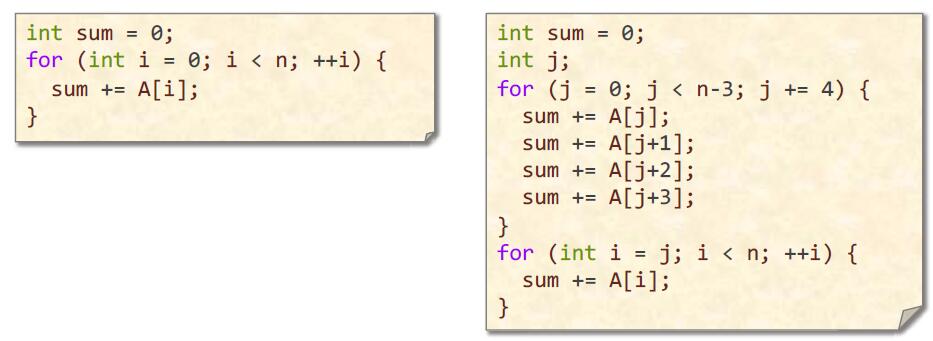 int sum = 0;
for (int i = 0; i < n; ++i) {
  sum += A[i];
}
int sum = 0;
int j;
for (j = 0; j < n-3; j += 4) {
  sum += A[j];
  sum += A[j+1];
  sum += A[j+2];
  sum += A[j+3];
}
for (int i = j; i < n; ++i) {
  sum += A[i];
}